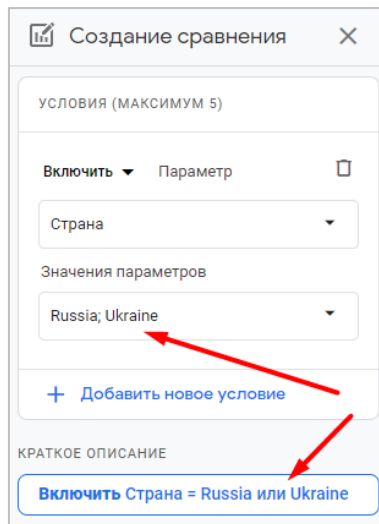 Создание сравнения
УСЛОВИЯ (МАКСИМУМ 5)
Включить Параметр
Страна
Значения параметров
Russia; Ukraine
+ Добавить новое условие
КРАТКОЕ ОПИСАНИЕ
Включить Страна = Russia или Ukraine